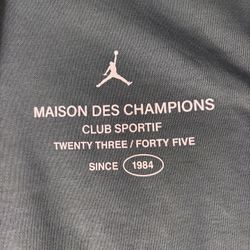 MAISON DES CHAMPIONS
CLUB SPORTIF
TWENTY THREE / FORTY FIVE
SINCE 1984